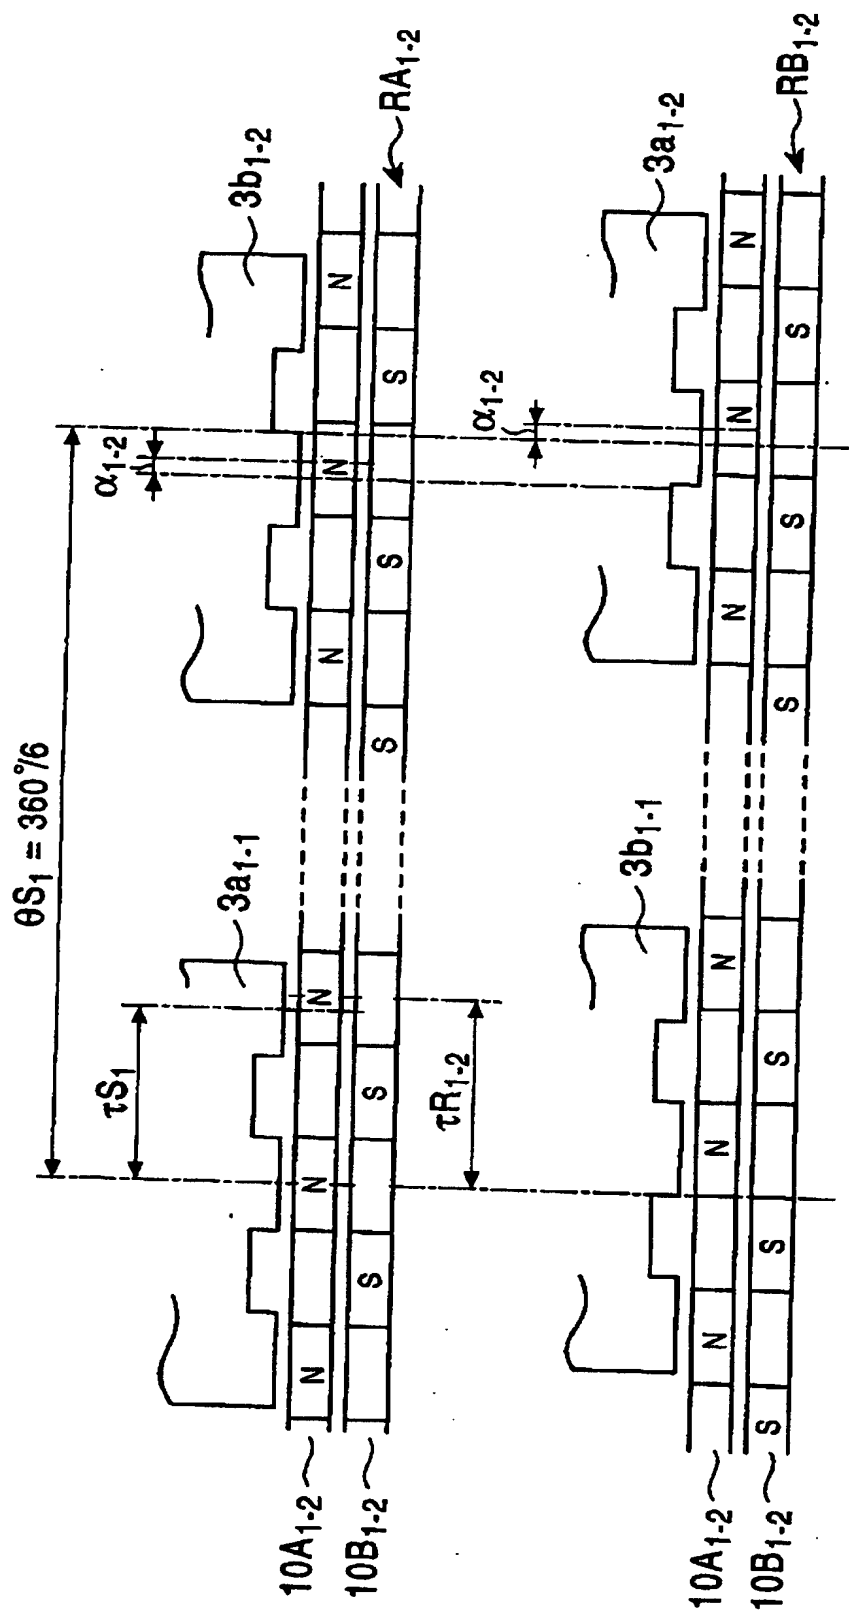 θS1 = 360°/6
α1-2
τS1
3a1-1
3b1-2
N N N N N N
S S S S S
10A1-2
10B1-2
RA1-2
τR1-2
α1-2
3b1-1
3a1-2
N N N N N N
S S S S S S
10A1-2
10B1-2
RB1-2